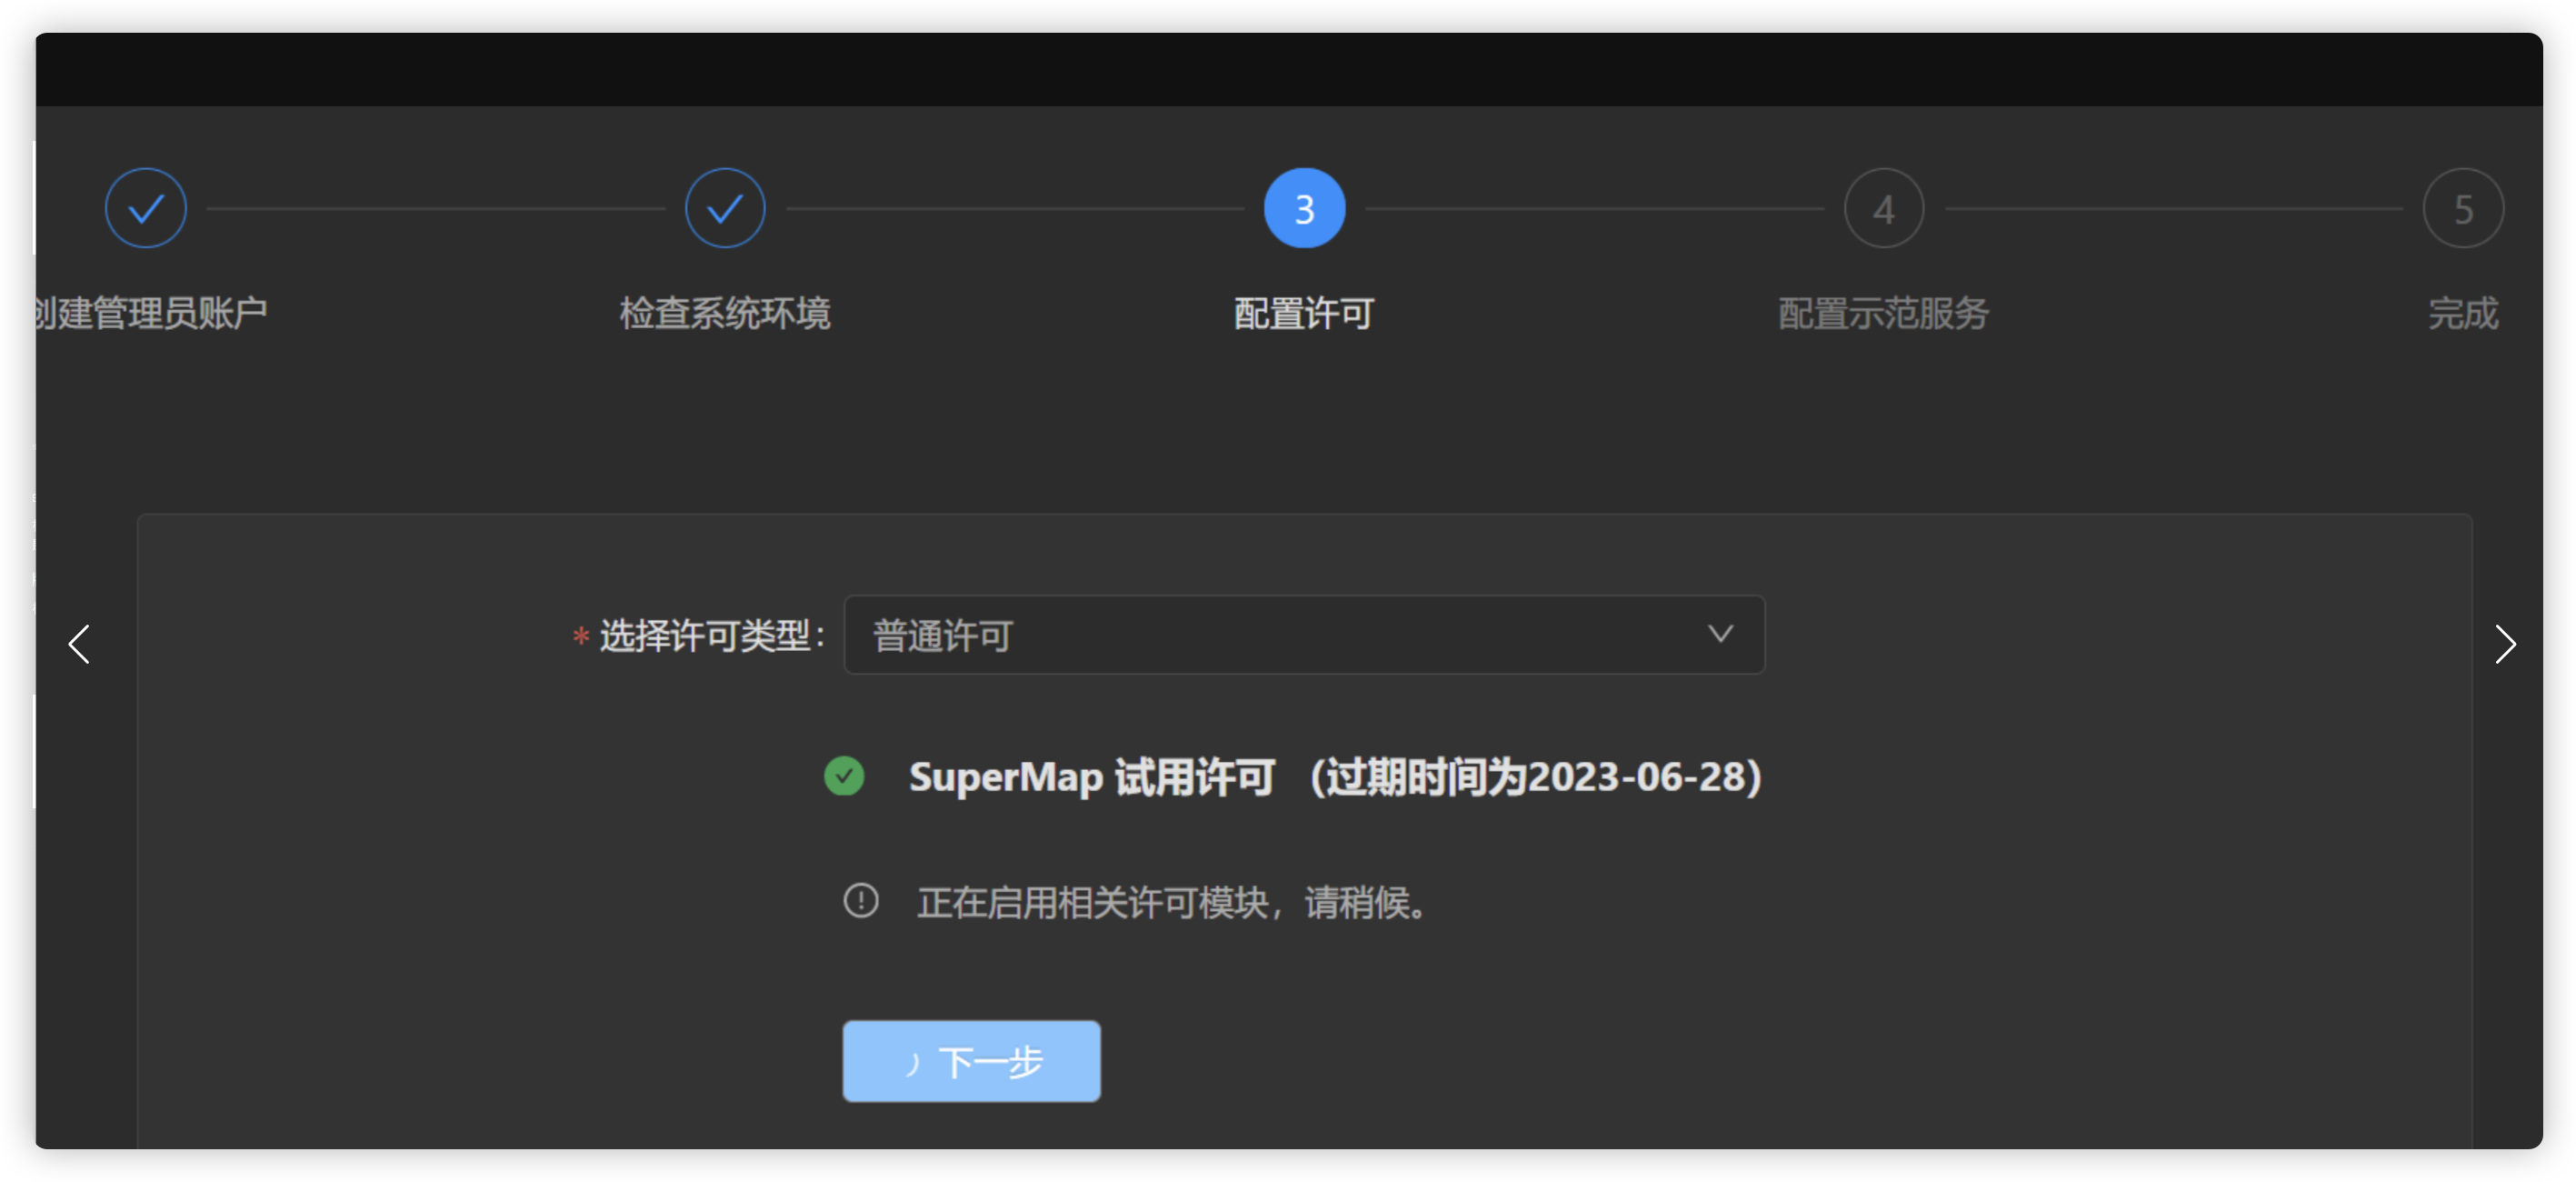 3
4
5
创建管理员账户
检查系统环境
配置许可
配置示范服务
完成
* 选择许可类型：
普通许可
SuperMap 试用许可 （过期时间为2023-06-28）
正在启用相关许可模块，请稍候。
下一步